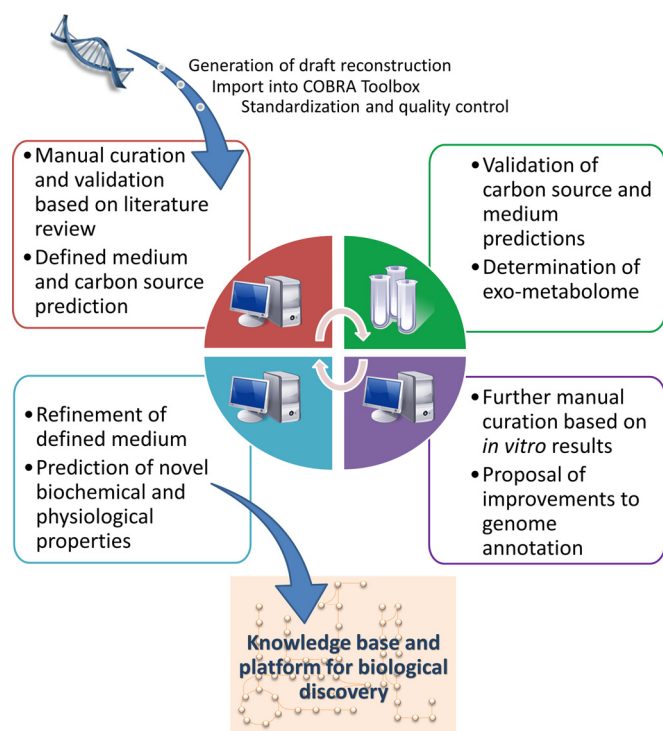 Generation of draft reconstruction
Import into COBRA Toolbox
Standardization and quality control
•Manual curation
and validation
based on literature
review
•Defined medium
and carbon source
prediction
•Validation of
carbon source and
medium
predictions
•Determination of
exo-metabolome
•Refinement of
defined medium
•Prediction of novel
biochemical and
physiological
properties
•Further manual
curation based on
in vitro results
•Proposal of
improvements to
genome
annotation
Knowledge base and
platform for biological
discovery